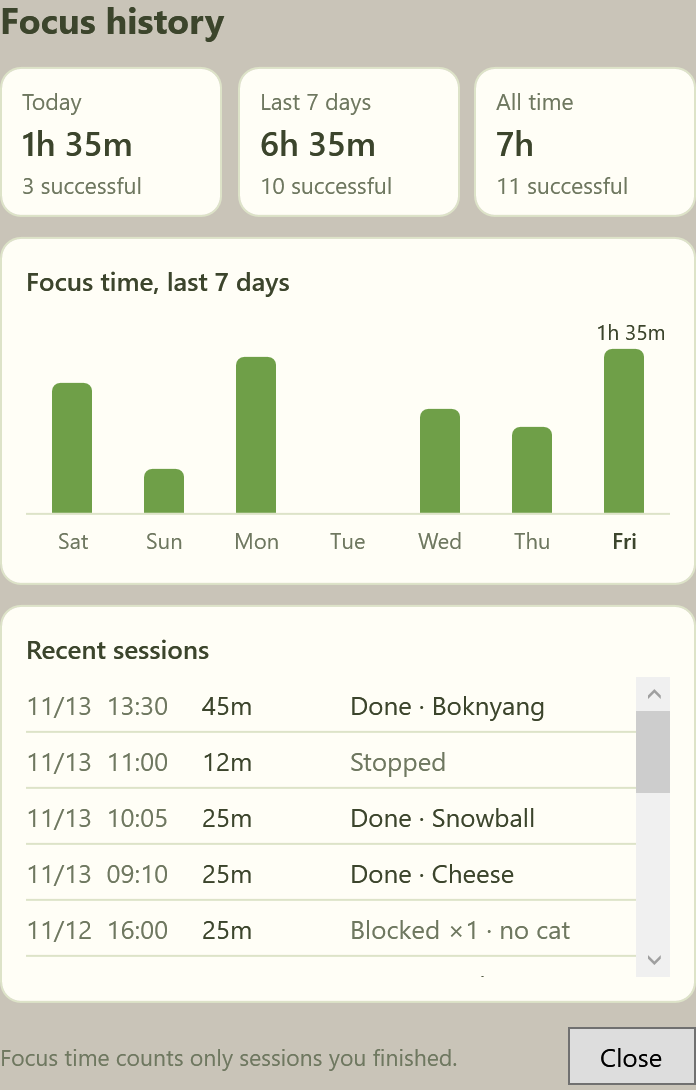 Focus history
Today
1h 35m
3 successful
Last 7 days
6h 35m
10 successful
All time
7h
11 successful
Focus time, last 7 days
1h 35m
Sat Sun Mon Tue Wed Thu Fri
Recent sessions
11/13 13:30 45m Done · Boknyang
11/13 11:00 12m Stopped
11/13 10:05 25m Done · Snowball
11/13 09:10 25m Done · Cheese
11/12 16:00 25m Blocked ×1 · no cat
Focus time counts only sessions you finished.
Close